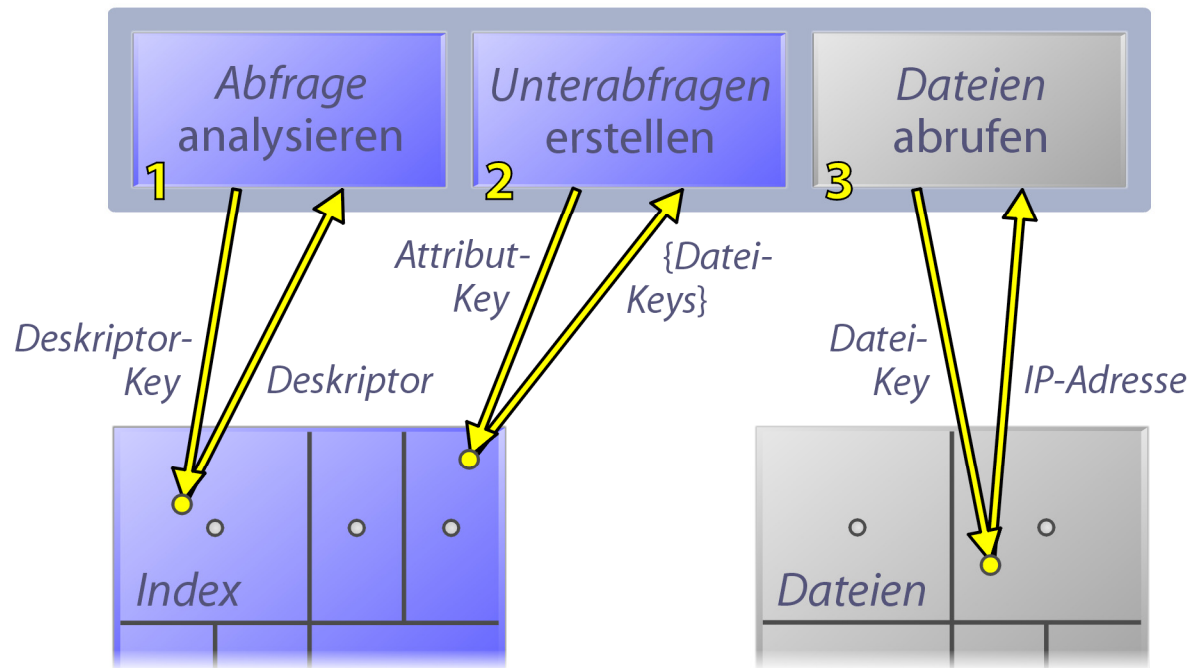 Abfrage
analysieren
1
Unterabfragen
erstellen
2
Dateien
abrufen
3
Deskriptor-
Key
Deskriptor
Attribut-
Key
{Datei-
Keys}
Datei-
Key
IP-Adresse
Index
Dateien